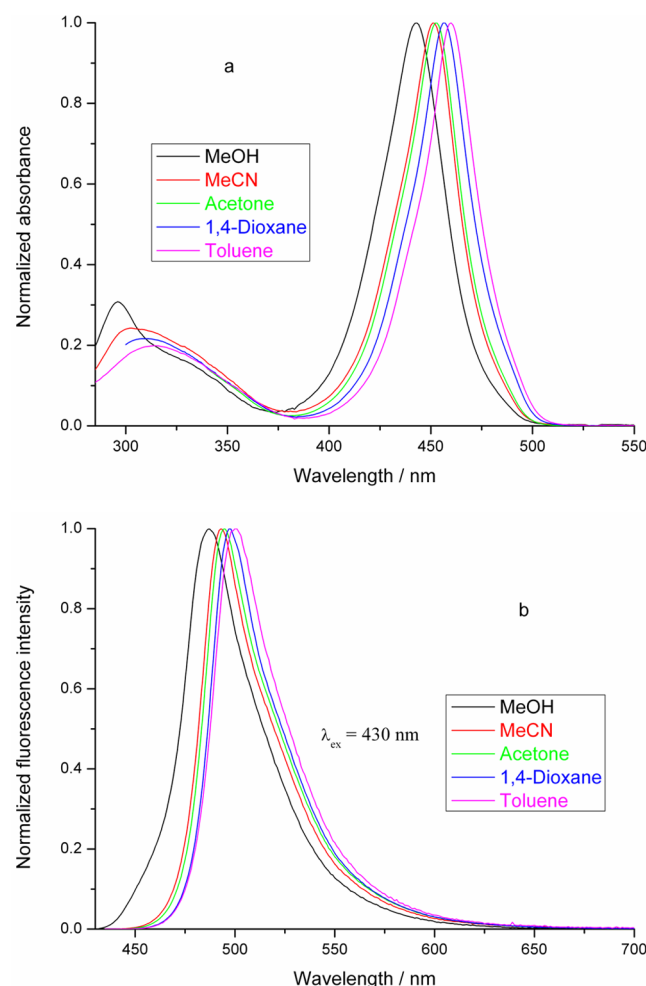 a
MeOH
MeCN
Acetone
1,4-Dioxane
Toluene
Normalized absorbance
1.0
0.8
0.6
0.4
0.2
0.0
300 350 400 450 500 550
Wavelength / nm
b
λex = 430 nm
MeOH
MeCN
Acetone
1,4-Dioxane
Toluene
Normalized fluorescence intensity
1.0
0.8
0.6
0.4
0.2
0.0
450 500 550 600 650 700
Wavelength / nm